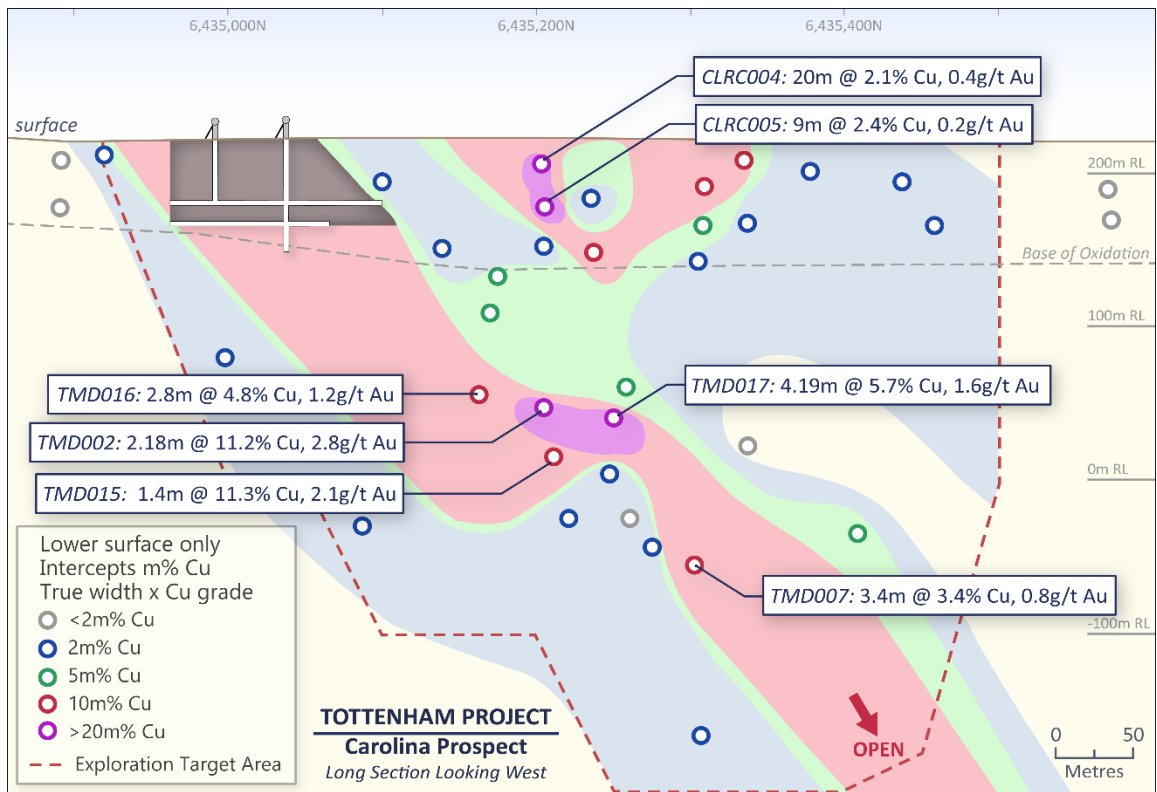 6,435,000N
6,435,200N
6,435,400N
CLRC004: 20m @ 2.1% Cu, 0.4g/t Au
surface
CLRC005: 9m @ 2.4% Cu, 0.2g/t Au
200m RL
Base of Oxidation
100m RL
TMD016: 2.8m @ 4.8% Cu, 1.2g/t Au
TMD017: 4.19m @ 5.7% Cu, 1.6g/t Au
TMD002: 2.18m @ 11.2% Cu, 2.8g/t Au
0m RL
TMD015: 1.4m @ 11.3% Cu, 2.1g/t Au
Lower surface only
Intercepts m% Cu
True width x Cu grade
<2m% Cu
2m% Cu
5m% Cu
10m% Cu
>20m% Cu
Exploration Target Area
TMD007: 3.4m @ 3.4% Cu, 0.8g/t Au
-100m RL
TOTTENHAM PROJECT
Carolina Prospect
Long Section Looking West
OPEN
0 50
Metres